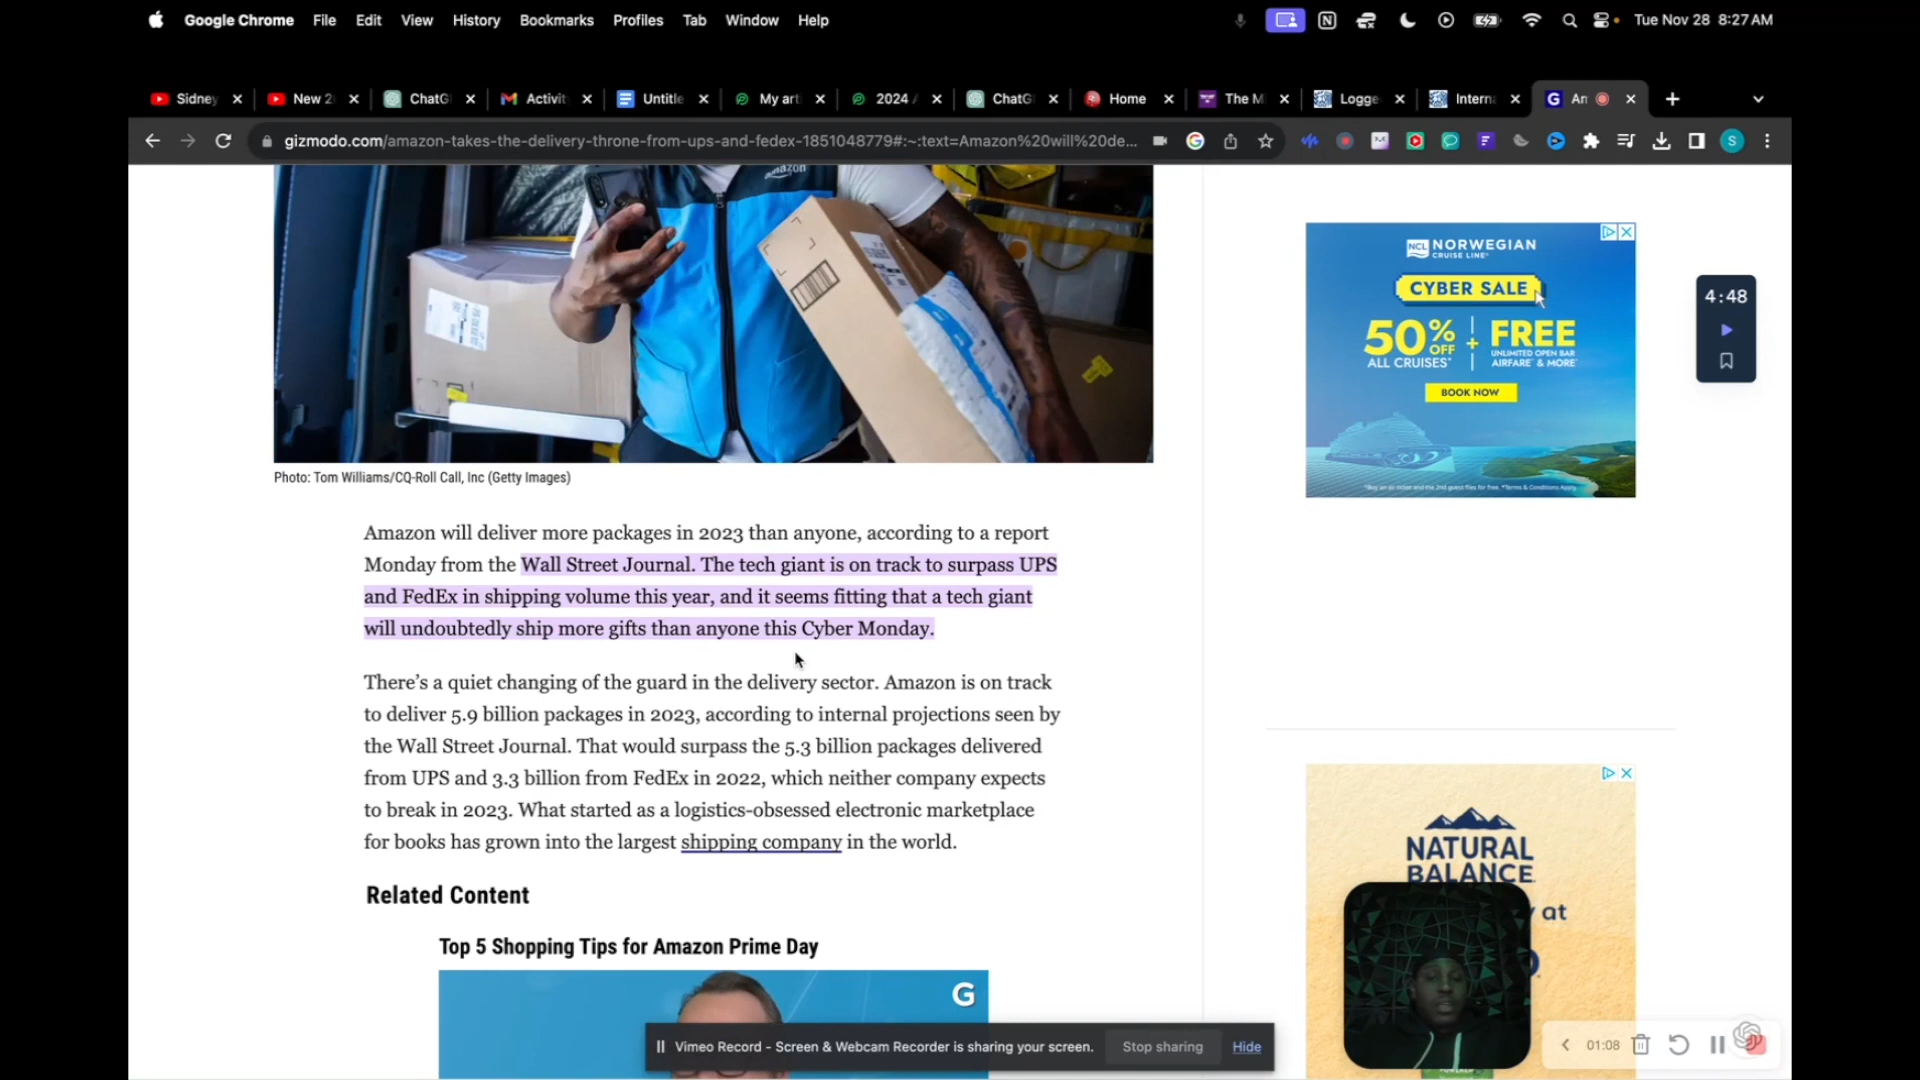 Google Chrome File Edit View History Bookmarks Profiles Tab Window Help Tue Nov 28 8:27 AM
Sidney New 2 ChatG Activit Untitle My art 2024 ChatG Home The M Logge Intern Am
gizmodo.com/amazon-takes-the-delivery-throne-from-ups-and-fedex-1851048779#:~:text=Amazon%20will%20de...
amazon
Photo: Tom Williams/CQ-Roll Call, Inc (Getty Images)
Amazon will deliver more packages in 2023 than anyone, according to a report
Monday from the Wall Street Journal. The tech giant is on track to surpass UPS
and FedEx in shipping volume this year, and it seems fitting that a tech giant
will undoubtedly ship more gifts than anyone this Cyber Monday.
There's a quiet changing of the guard in the delivery sector. Amazon is on track
to deliver 5.9 billion packages in 2023, according to internal projections seen by
the Wall Street Journal. That would surpass the 5.3 billion packages delivered
from UPS and 3.3 billion from FedEx in 2022, which neither company expects
to break in 2023. What started as a logistics-obsessed electronic marketplace
for books has grown into the largest shipping company in the world.
Related Content
Top 5 Shopping Tips for Amazon Prime Day
G
NCL NORWEGIAN
CRUISE LINE®
CYBER SALE
50% OFF + FREE
ALL CRUISES* UNLIMITED OPEN BAR
AIRFARE* & MORE*
BOOK NOW
4:48
NATURAL
BALANCE
at
Vimeo Record - Screen & Webcam Recorder is sharing your screen. Stop sharing Hide
01:08